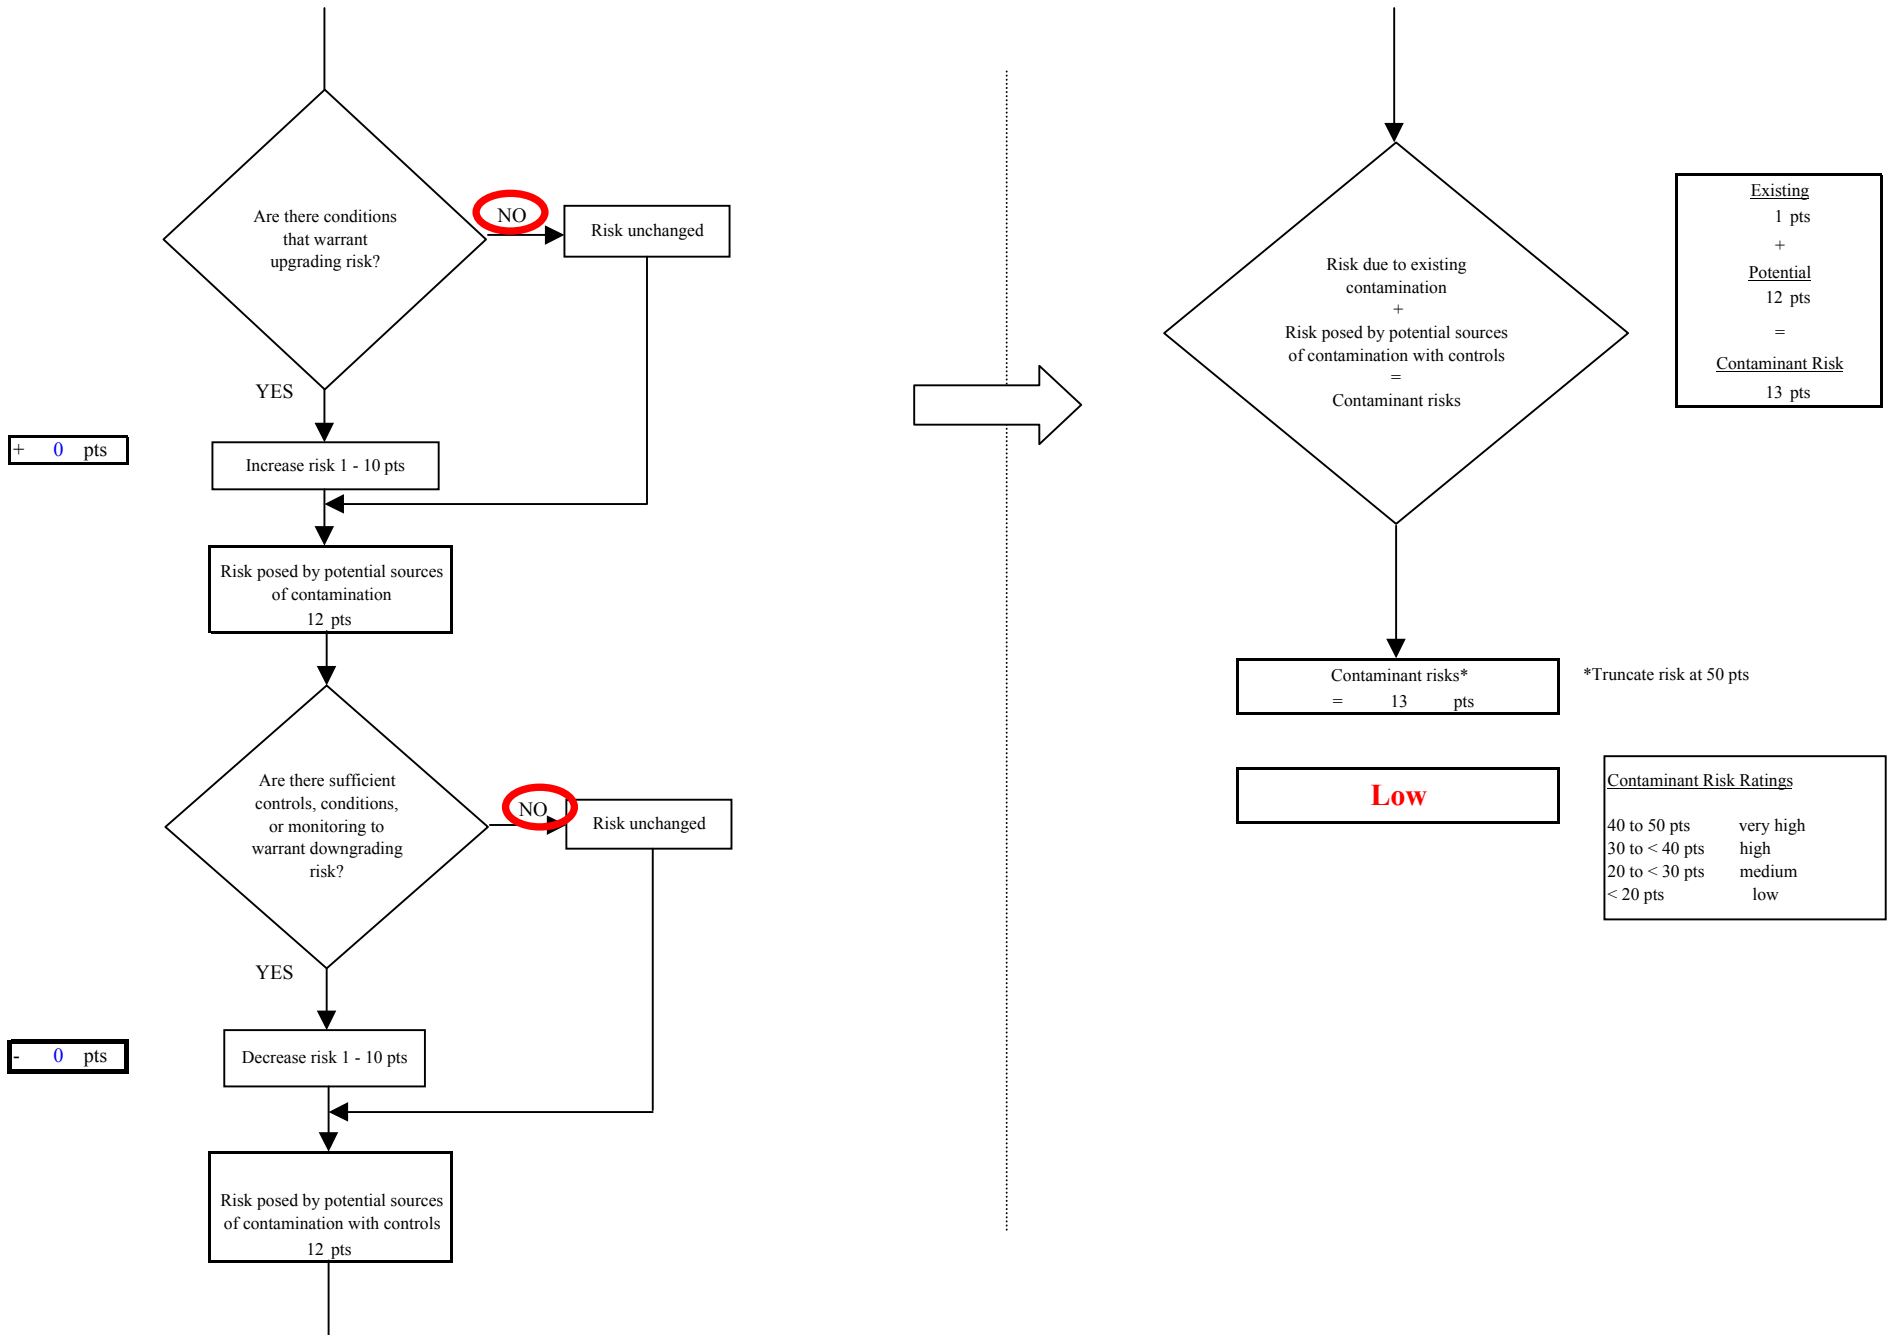 Are there conditions
that warrant
upgrading risk?
NO
Risk unchanged
YES
+ 0 pts
Increase risk 1 - 10 pts
Risk posed by potential sources
of contamination
12 pts
Are there sufficient
controls, conditions,
or monitoring to
warrant downgrading
risk?
NO
Risk unchanged
YES
- 0 pts
Decrease risk 1 - 10 pts
Risk posed by potential sources
of contamination with controls
12 pts
Risk due to existing
contamination
+
Risk posed by potential sources
of contamination with controls
=
Contaminant risks
Existing
1 pts
+
Potential
12 pts
=
Contaminant Risk
13 pts
Contaminant risks*
= 13 pts
*Truncate risk at 50 pts
Low
Contaminant Risk Ratings
40 to 50 pts very high
30 to < 40 pts high
20 to < 30 pts medium
< 20 pts low